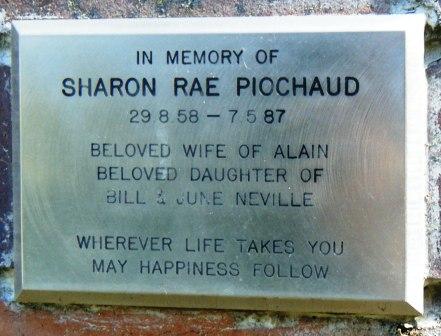 IN MEMORY OF
SHARON RAE PIOCHAUD
29.8.58 – 7.5.87
BELOVED WIFE OF ALAIN
BELOVED DAUGHTER OF
BILL & JUNE NEVILLE
WHEREVER LIFE TAKES YOU
MAY HAPPINESS FOLLOW